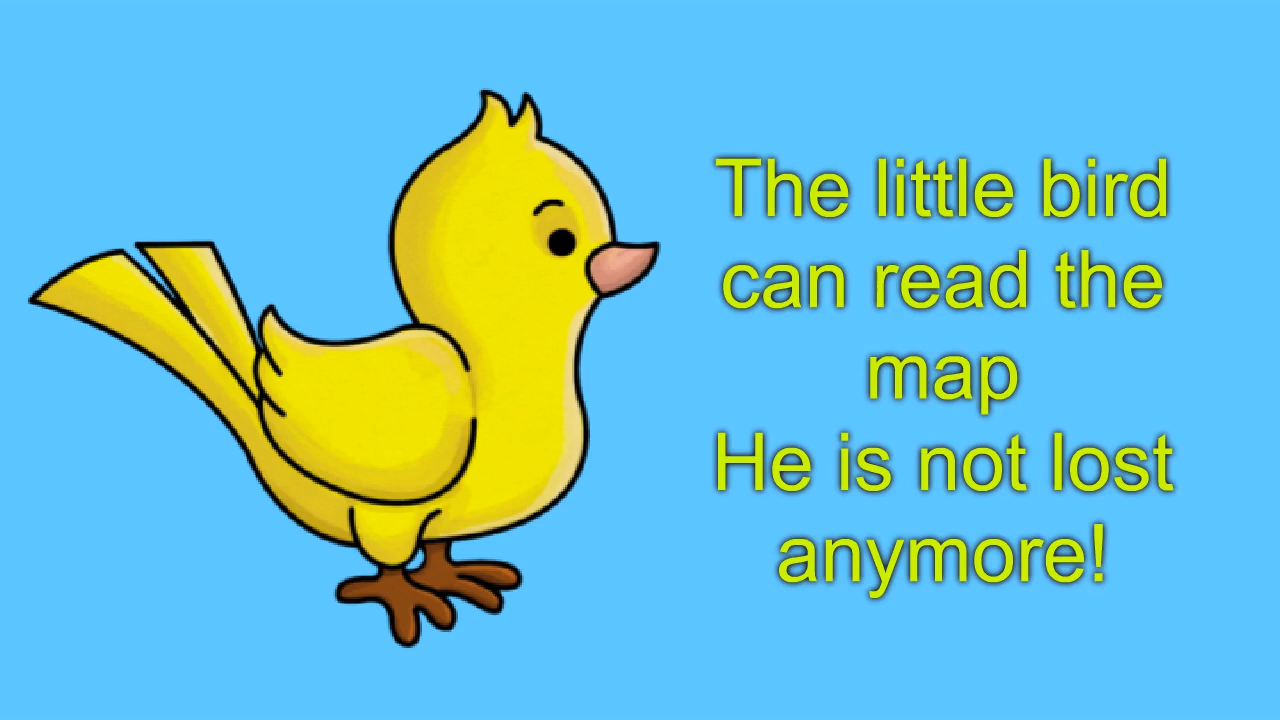 The little bird
can read the
map
He is not lost
anymore!